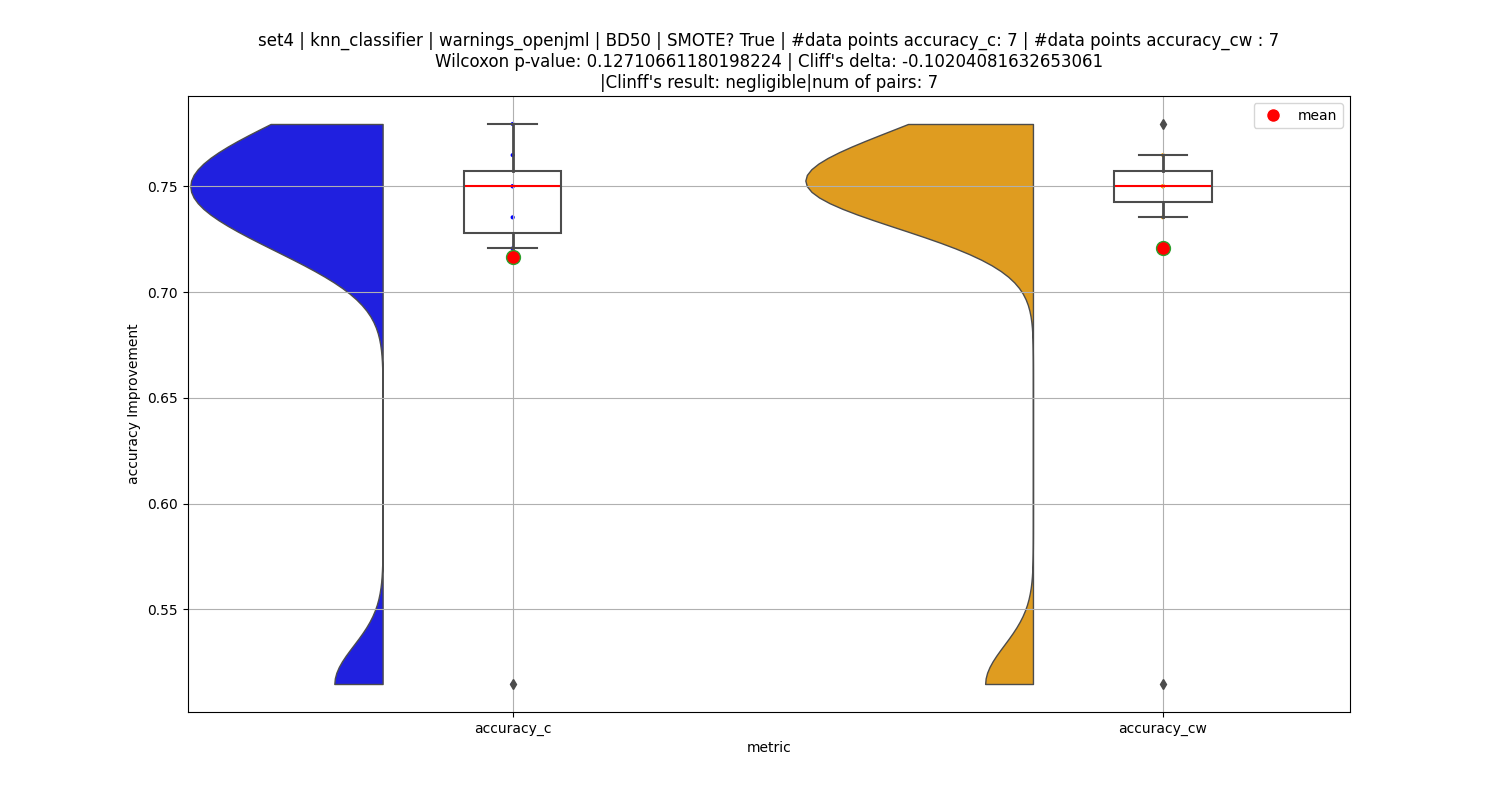 set4 | knn_classifier | warnings_openjml | BD50 | SMOTE? True | #data points accuracy_c: 7 | #data points accuracy_cw : 7
Wilcoxon p-value: 0.12710661180198224 | Cliff's delta: -0.10204081632653061
|Clinff's result: negligible|num of pairs: 7
mean
0.75
0.70
0.65
0.60
0.55
accuracy Improvement
accuracy_c
accuracy_cw
metric